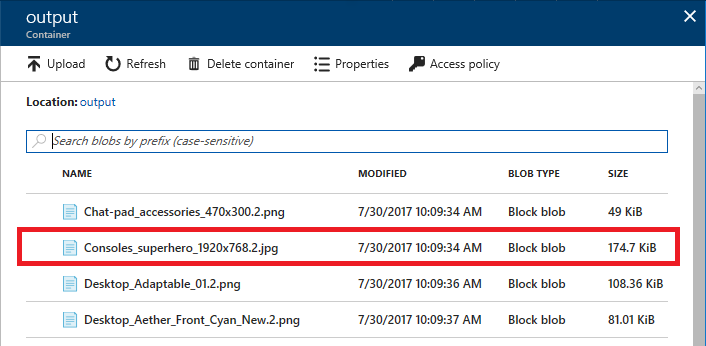 output
Container
Upload Refresh Delete container Properties Access policy
Location: output
Search blobs by prefix (case-sensitive)
NAME MODIFIED BLOB TYPE SIZE
Chat-pad_accessories_470x300.2.png 7/30/2017 10:09:34 AM Block blob 49 KiB
Consoles_superhero_1920x768.2.jpg 7/30/2017 10:09:34 AM Block blob 174.7 KiB
Desktop_Adaptable_01.2.png 7/30/2017 10:09:36 AM Block blob 108.36 KiB
Desktop_Aether_Front_Cyan_New.2.png 7/30/2017 10:09:37 AM Block blob 81.01 KiB